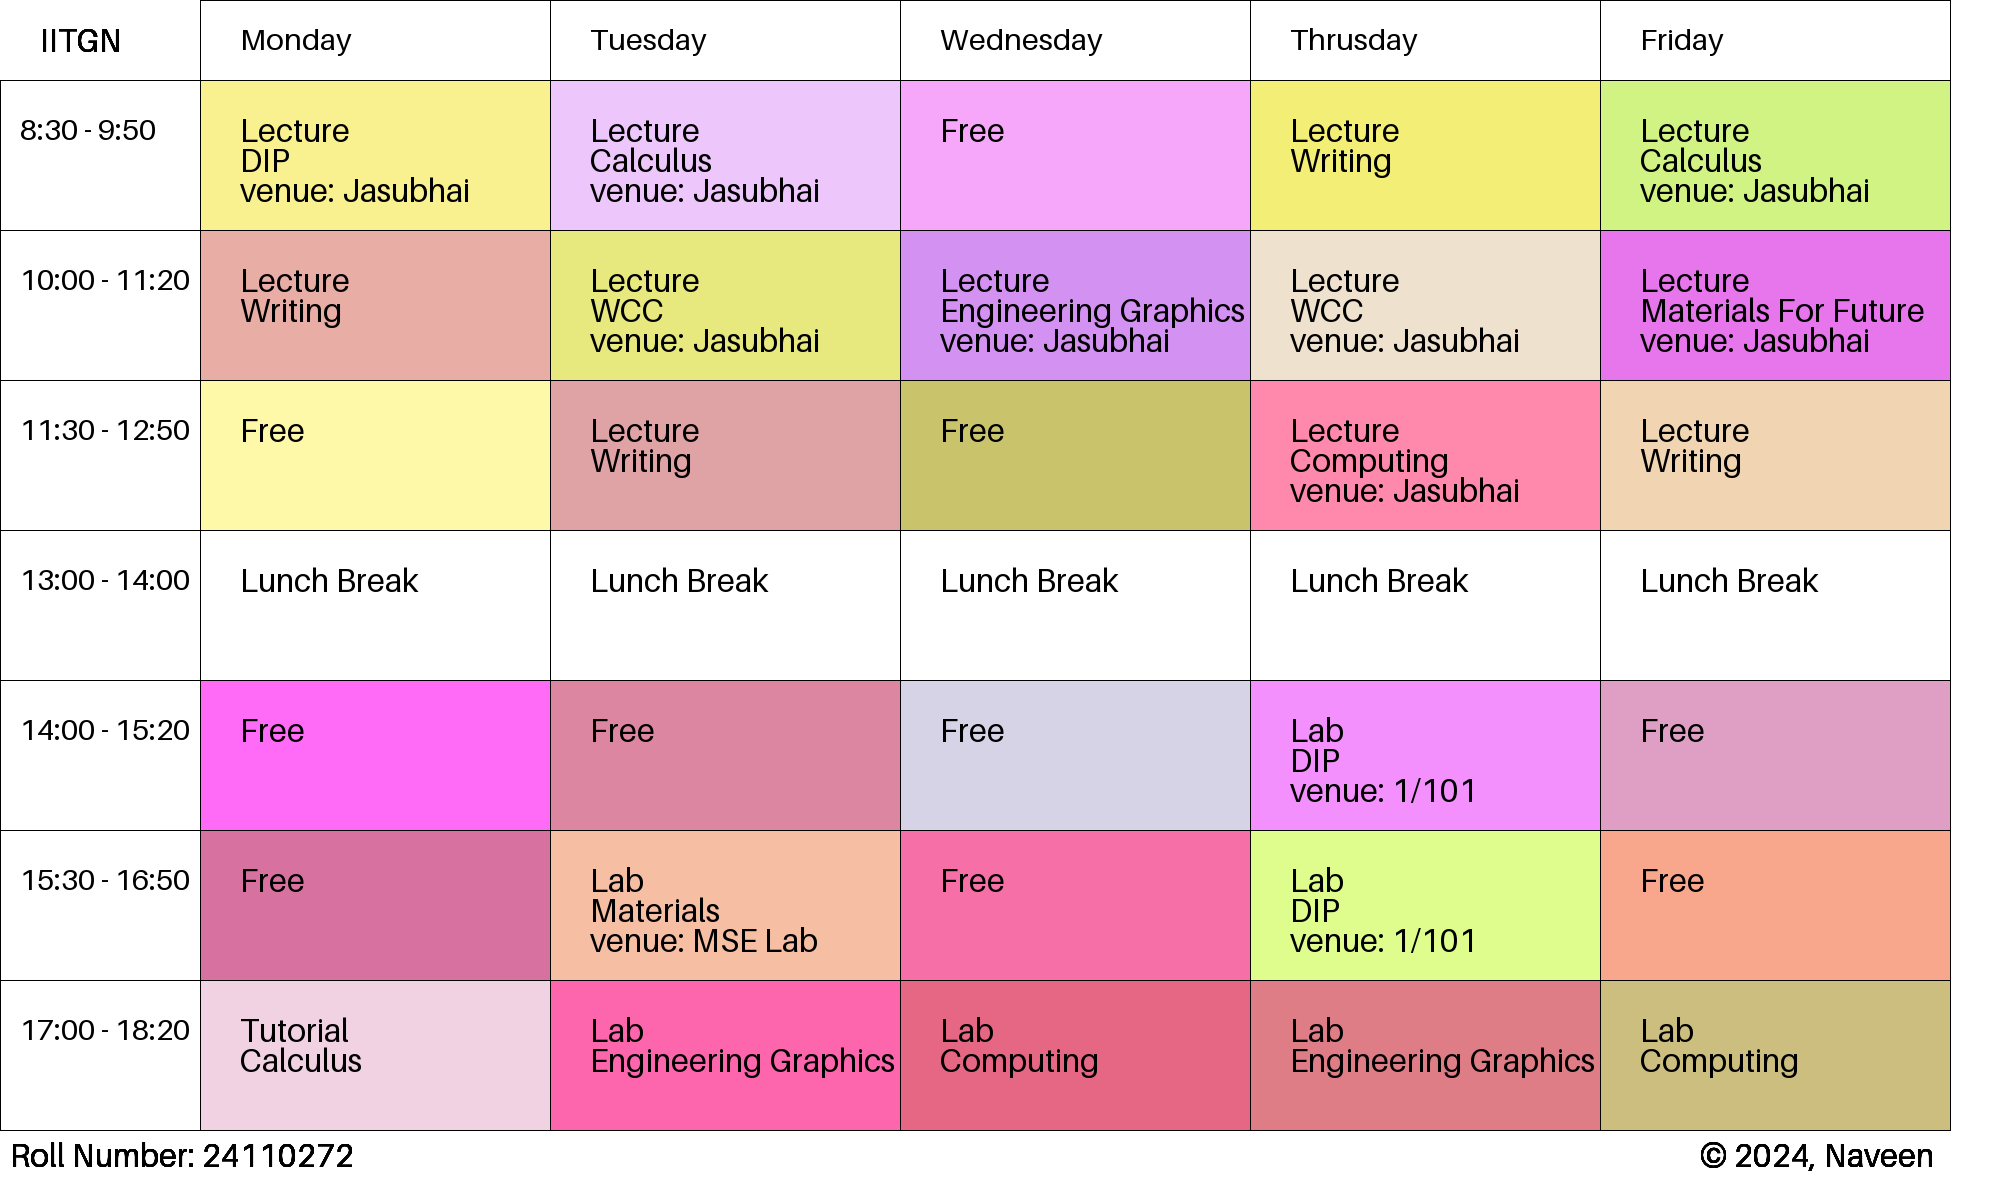 IITGN Monday Tuesday Wednesday Thrusday Friday
8:30 - 9:50
Lecture
DIP
venue: Jasubhai
Lecture
Calculus
venue: Jasubhai
Free
Lecture
Writing
Lecture
Calculus
venue: Jasubhai
10:00 - 11:20
Lecture
Writing
Lecture
WCC
venue: Jasubhai
Lecture
Engineering Graphics
venue: Jasubhai
Lecture
WCC
venue: Jasubhai
Lecture
Materials For Future
venue: Jasubhai
11:30 - 12:50
Free
Lecture
Writing
Free
Lecture
Computing
venue: Jasubhai
Lecture
Writing
13:00 - 14:00
Lunch Break
Lunch Break
Lunch Break
Lunch Break
Lunch Break
14:00 - 15:20
Free
Free
Free
Lab
DIP
venue: 1/101
Free
15:30 - 16:50
Free
Lab
Materials
venue: MSE Lab
Free
Lab
DIP
venue: 1/101
Free
17:00 - 18:20
Tutorial
Calculus
Lab
Engineering Graphics
Lab
Computing
Lab
Engineering Graphics
Lab
Computing
Roll Number: 24110272
© 2024, Naveen